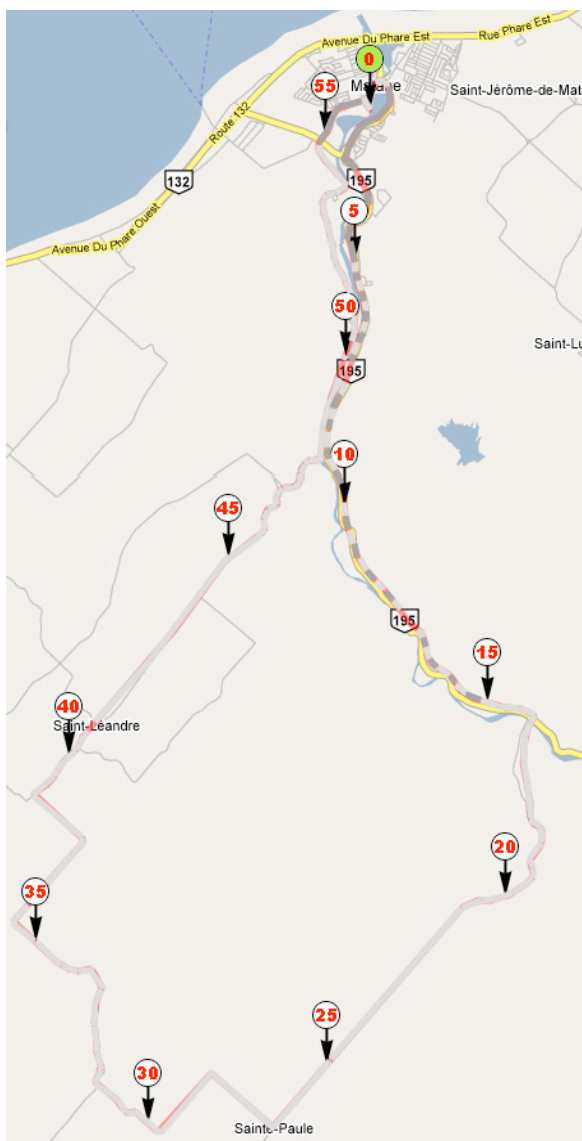 Avenue Du Phare Est
Rue Phare Est
0
55
Matane
Saint-Jérôme-de-Mat
Route 132
132
195
5
Avenue Du Phare Ouest
50
Saint-Lu
195
10
45
195
15
40
Saint-Léandre
20
35
25
30
Sainte-Paule